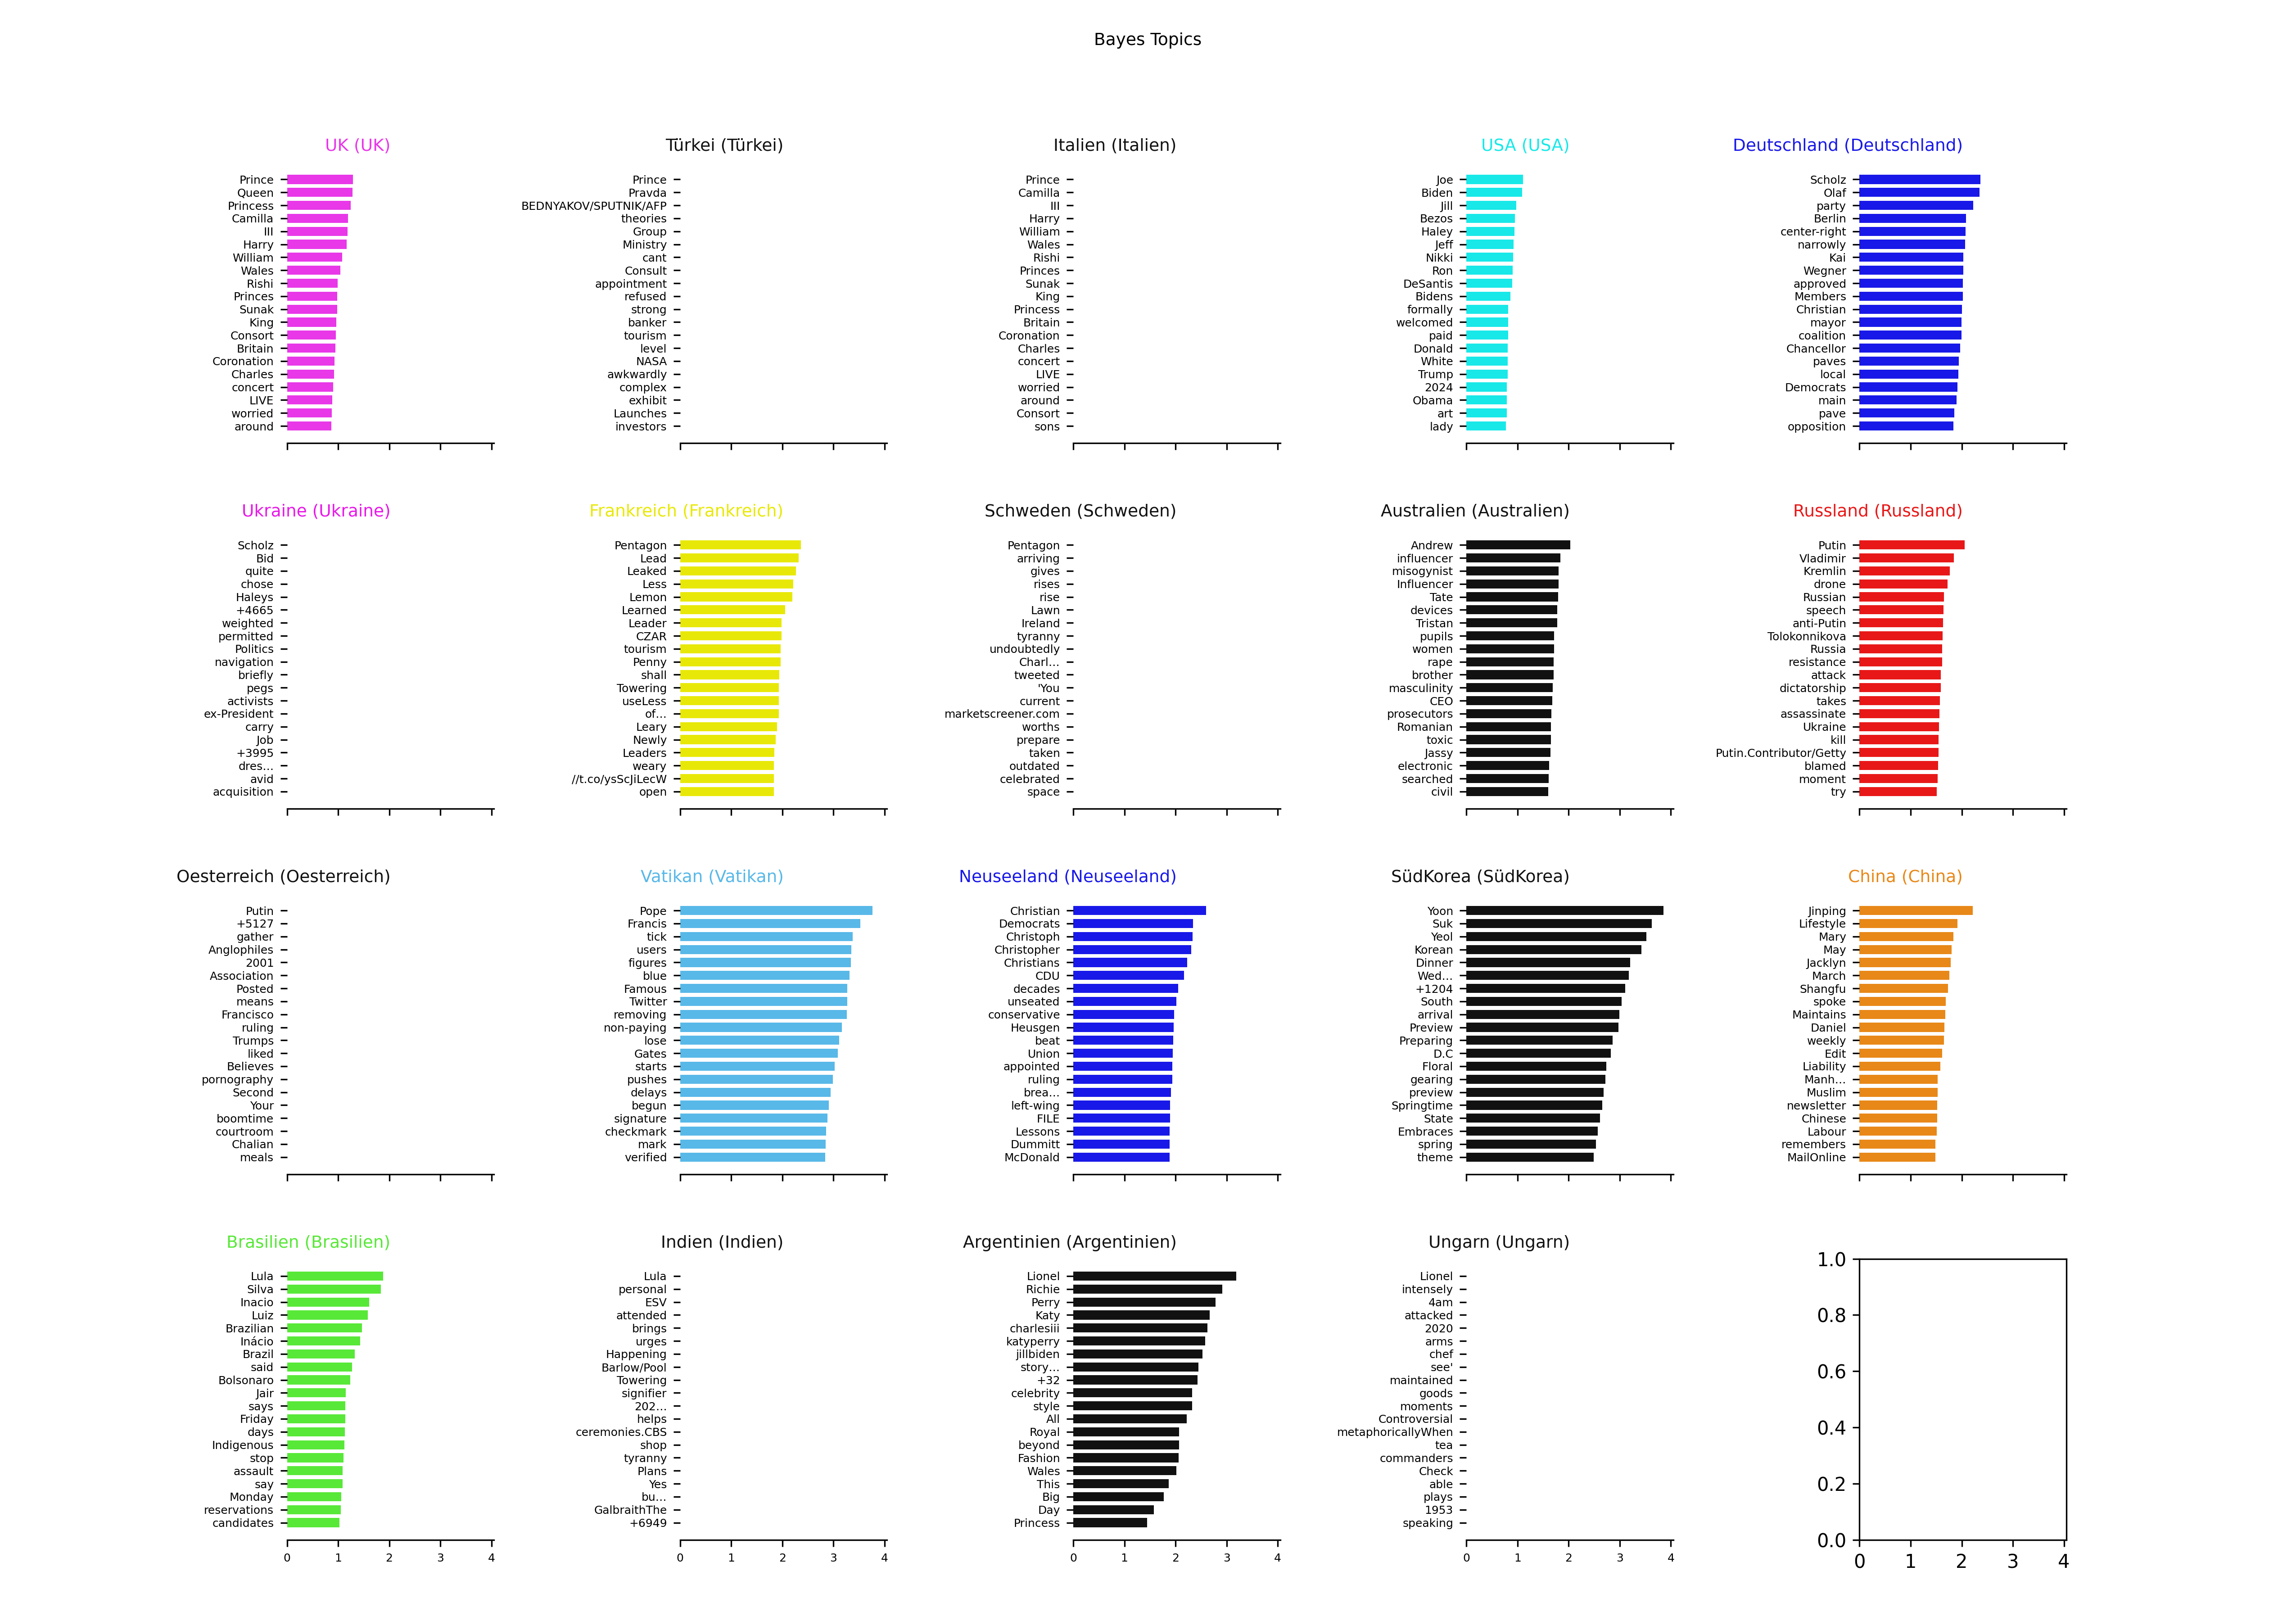 Bayes Topics
UK (UK)
Prince
Queen
Princess
Camilla
III
Harry
William
Wales
Rishi
Princes
Sunak
King
Consort
Britain
Coronation
Charles
concert
LIVE
worried
around
Türkei (Türkei)
Prince
Pravda
BEDNYAKOV/SPUTNIK/AFP
theories
Group
Ministry
cant
Consult
appointment
refused
strong
banker
tourism
level
NASA
awkwardly
complex
exhibit
Launches
investors
Italien (Italien)
Prince
Camilla
III
Harry
William
Wales
Rishi
Princes
Sunak
King
Princess
Britain
Coronation
Charles
concert
LIVE
worried
around
Consort
sons
USA (USA)
Joe
Biden
Jill
Bezos
Haley
Jeff
Nikki
Ron
DeSantis
Bidens
formally
welcomed
paid
Donald
White
Trump
2024
Obama
art
lady
Deutschland (Deutschland)
Scholz
Olaf
party
Berlin
center-right
narrowly
Kai
Wegner
approved
Members
Christian
mayor
coalition
Chancellor
paves
local
Democrats
main
pave
opposition
Ukraine (Ukraine)
Scholz
Bid
quite
chose
Haleys
+4665
weighted
permitted
Politics
navigation
briefly
pegs
activists
ex-President
carry
Job
+3995
dres...
avid
acquisition
Frankreich (Frankreich)
Pentagon
Lead
Leaked
Less
Lemon
Learned
Leader
CZAR
tourism
Penny
shall
Towering
useLess
of...
Leary
Newly
Leaders
weary
//t.co/ysScJiLecW
open
Schweden (Schweden)
Pentagon
arriving
gives
rises
rise
Lawn
Ireland
tyranny
undoubtedly
Charl...
tweeted
'You
current
marketscreener.com
worths
prepare
taken
outdated
celebrated
space
Australien (Australien)
Andrew
influencer
misogynist
Influencer
Tate
devices
Tristan
pupils
women
rape
brother
masculinity
CEO
prosecutors
Romanian
toxic
Jassy
electronic
searched
civil
Russland (Russland)
Putin
Vladimir
Kremlin
drone
Russian
speech
anti-Putin
Tolokonnikova
Russia
resistance
attack
dictatorship
takes
assassinate
Ukraine
kill
Putin.Contributor/Getty
blamed
moment
try
Oesterreich (Oesterreich)
Putin
+5127
gather
Anglophiles
2001
Association
Posted
means
Francisco
ruling
Trumps
liked
Believes
pornography
Second
Your
boomtime
courtroom
Chalian
meals
Vatikan (Vatikan)
Pope
Francis
tick
users
figures
blue
Famous
Twitter
removing
non-paying
lose
Gates
starts
pushes
delays
begun
signature
checkmark
mark
verified
Neuseeland (Neuseeland)
Christian
Democrats
Christoph
Christopher
Christians
CDU
decades
unseated
conservative
Heusgen
beat
Union
appointed
ruling
brea...
left-wing
FILE
Lessons
Dummitt
McDonald
SüdKorea (SüdKorea)
Yoon
Suk
Yeol
Korean
Dinner
Wed...
+1204
South
arrival
Preview
Preparing
D.C
Floral
gearing
preview
Springtime
State
Embraces
spring
theme
China (China)
Jinping
Lifestyle
Mary
May
Jacklyn
March
Shangfu
spoke
Maintains
Daniel
weekly
Edit
Liability
Manh...
Muslim
newsletter
Chinese
Labour
remembers
MailOnline
Brasilien (Brasilien)
Lula
Silva
Inacio
Luiz
Brazilian
Inácio
Brazil
said
Bolsonaro
Jair
says
Friday
days
Indigenous
stop
assault
say
Monday
reservations
candidates
0 1 2 3 4
Indien (Indien)
Lula
personal
ESV
attended
brings
urges
Happening
Barlow/Pool
Towering
signifier
202...
helps
ceremonies.CBS
shop
tyranny
Plans
Yes
bu...
GalbraithThe
+6949
0 1 2 3 4
Argentinien (Argentinien)
Lionel
Richie
Perry
Katy
charlesiii
katyperry
jillbiden
story...
+32
celebrity
style
All
Royal
beyond
Fashion
Wales
This
Big
Day
Princess
0 1 2 3 4
Ungarn (Ungarn)
Lionel
intensely
4am
attacked
2020
arms
chef
see'
maintained
goods
moments
Controversial
metaphoricallyWhen
tea
commanders
Check
able
plays
1953
speaking
0 1 2 3 4
1.0
0.8
0.6
0.4
0.2
0.0
0 1 2 3 4